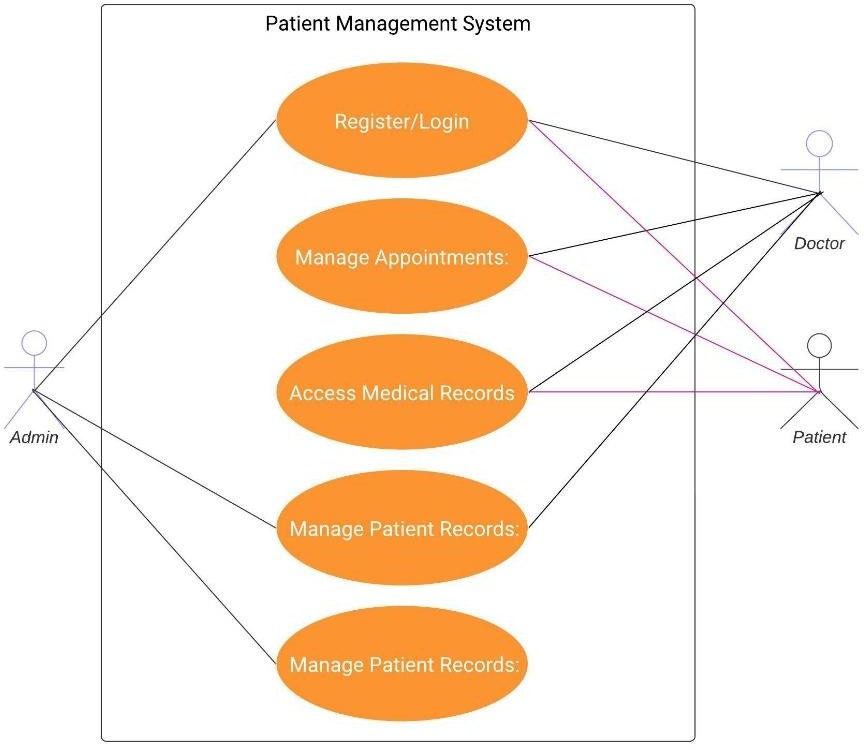 Patient Management System
Register/Login
Manage Appointments:
Doctor
Access Medical Records
Admin
Patient
Manage Patient Records:
Manage Patient Records: